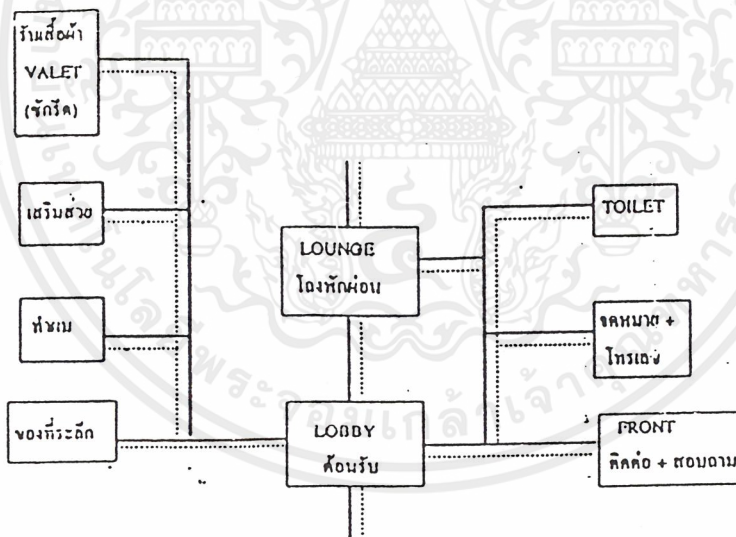 ร้านเสื้อผ้า
VALET
(ซักรีด)
เสริมสวย
LOUNGE
โถงพักผ่อน
TOILET
ทำผม
จดหมาย +
โทรเลข
ของที่ระลึก
LOBBY
ต้อนรับ
FRONT
ติดต่อ + สอบถาม